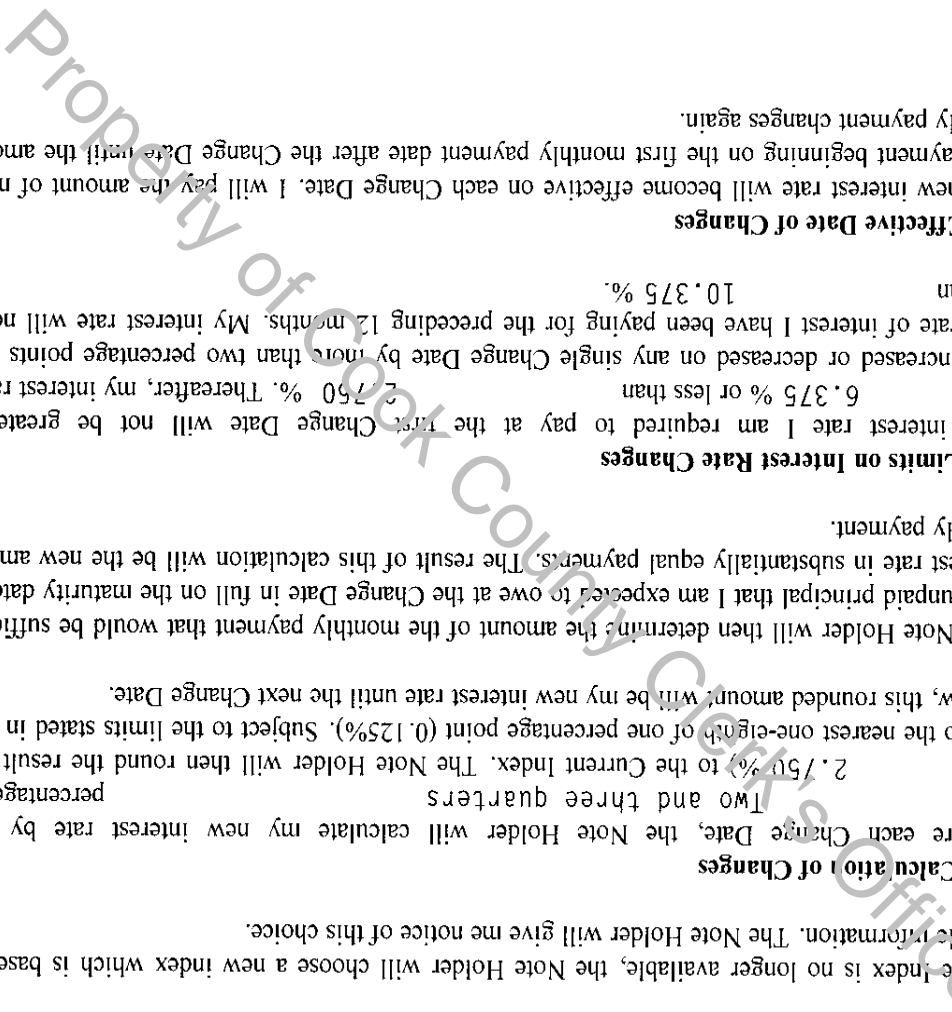 e Index is no longer available, the Note Holder will choose a new index which is base
le information. The Note Holder will give me notice of this choice.
Calculation of Changes
re each Change Date, the Note Holder will calculate my new interest rate by
Two and three quarters percentage
2.750 %) to the Current Index. The Note Holder will then round the result
o the nearest one-eighth of one percentage point (0.125%). Subject to the limits stated in
w, this rounded amount will be my new interest rate until the next Change Date.
Note Holder will then determine the amount of the monthly payment that would be suffi
unpaid principal that I am expected to owe at the Change Date in full on the maturity date
est rate in substantially equal payments. The result of this calculation will be the new am
ly payment.
Limits on Interest Rate Changes
interest rate I am required to pay at the first Change Date will not be greate
6.375 % or less than 2.750 %. Thereafter, my interest ra
ncreased or decreased on any single Change Date by more than two percentage points
rate of interest I have been paying for the preceding 12 months. My interest rate will ne
an 10.375 %.
Effective Date of Changes
new interest rate will become effective on each Change Date. I will pay the amount of n
payment beginning on the first monthly payment date after the Change Date until the amo
ly payment changes again.
Property of Cook County Clerk's Office